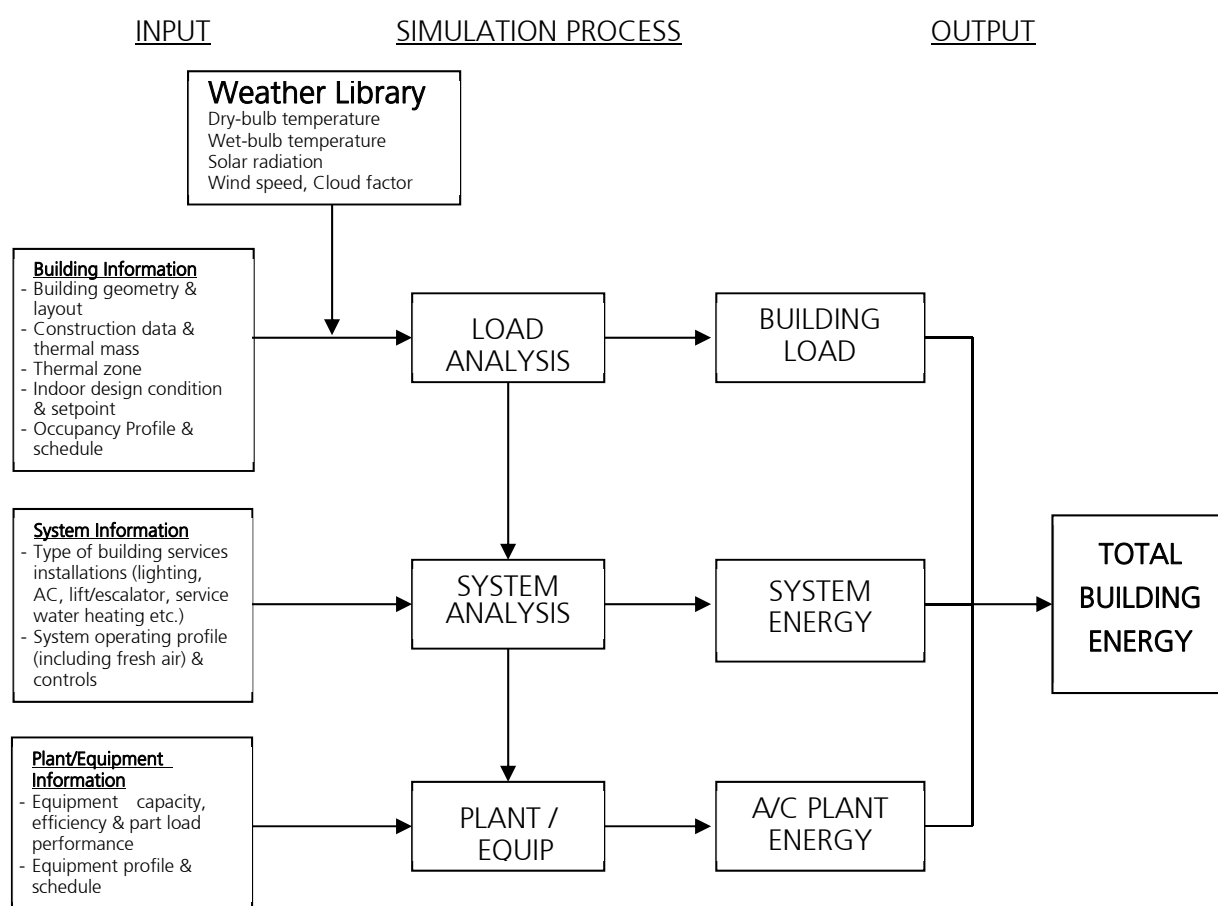 INPUT
SIMULATION PROCESS
OUTPUT
Weather Library
Dry-bulb temperature
Wet-bulb temperature
Solar radiation
Wind speed, Cloud factor
Building Information
- Building geometry &
layout
- Construction data &
thermal mass
- Thermal zone
- Indoor design condition
& setpoint
- Occupancy Profile &
schedule
LOAD
ANALYSIS
BUILDING
LOAD
System Information
- Type of building services
installations (lighting,
AC, lift/escalator, service
water heating etc.)
- System operating profile
(including fresh air) &
controls
SYSTEM
ANALYSIS
SYSTEM
ENERGY
TOTAL
BUILDING
ENERGY
Plant/Equipment
Information
- Equipment capacity,
efficiency & part load
performance
- Equipment profile &
schedule
PLANT /
EQUIP
A/C PLANT
ENERGY